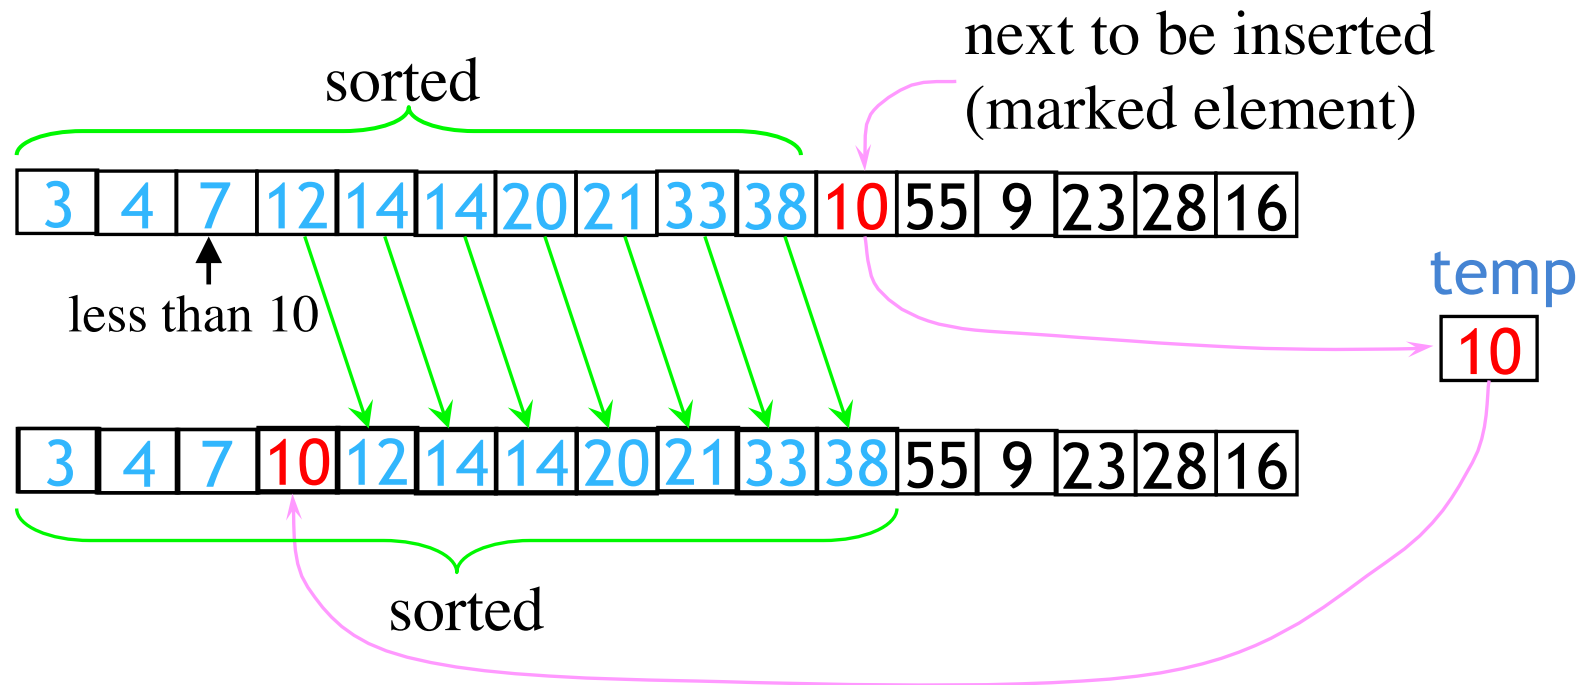 next to be inserted
sorted
(marked element)
3 4 7 12 14 14 20 21 33 38 10 55 9 23 28 16
temp
less than 10
10
3 4 7 10 12 14 14 20 21 33 38 55 9 23 28 16
sorted